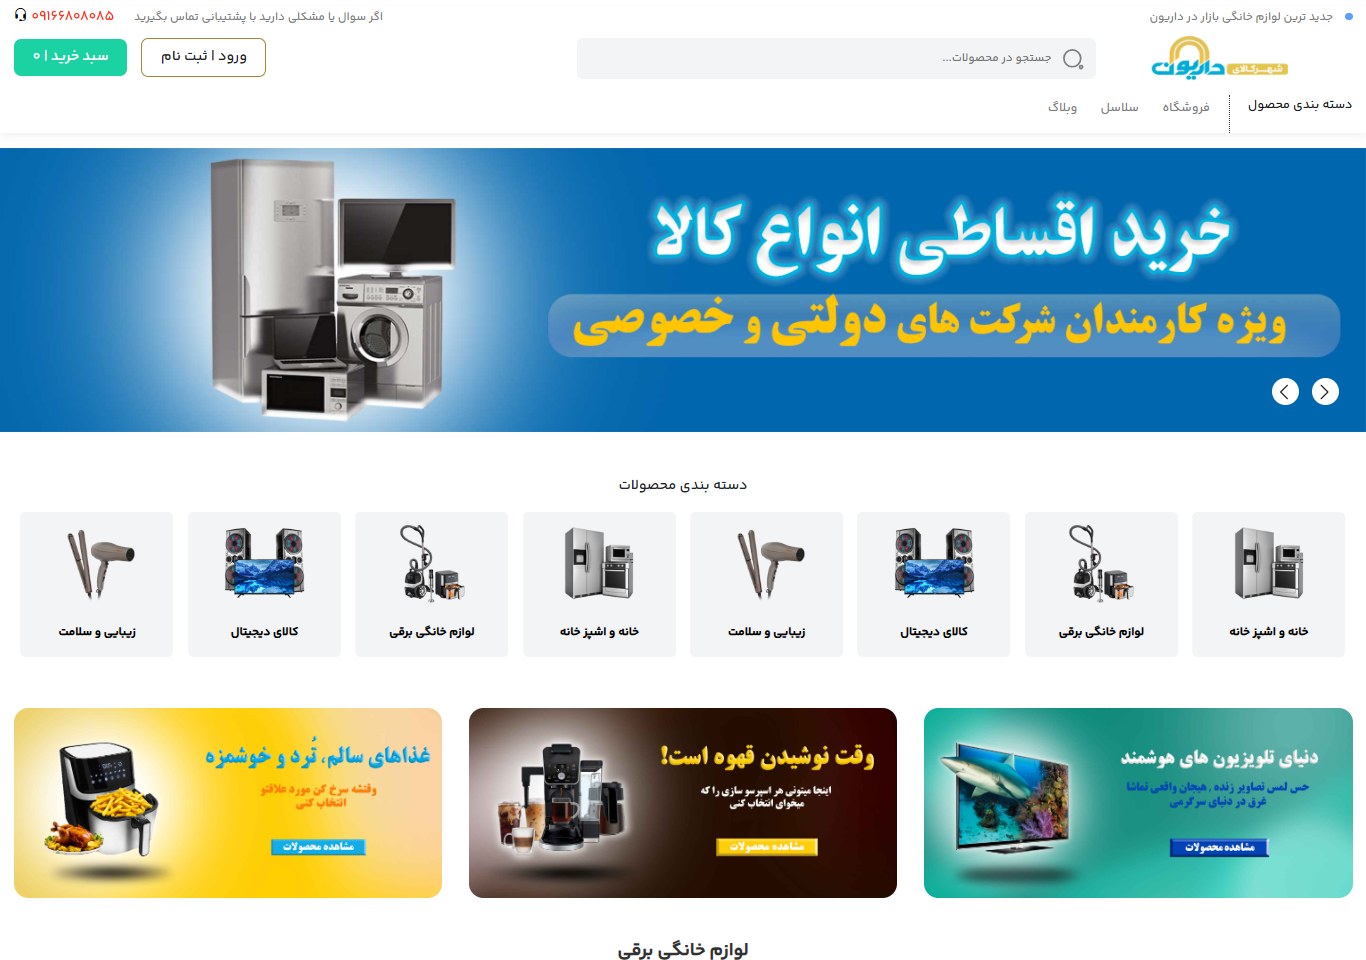 جدید ترین لوازم خانگی بازار در داریون
اگر سوال یا مشکلی دارید با پشتیبانی تماس بگیرید ۰۹۱۶۶۸۰۸۰۸۵
شهر کالای داریون
جستجو در محصولات...
ورود | ثبت نام
سبد خرید | ۰
دسته بندی محصول
فروشگاه
سلاسل
وبلاگ
خرید اقساطی انواع کالا
ویژه کارمندان شرکت های دولتی و خصوصی
دسته بندی محصولات
خانه و اشپز خانه
لوازم خانگی برقی
کالای دیجیتال
زیبایی و سلامت
خانه و اشپز خانه
لوازم خانگی برقی
کالای دیجیتال
زیبایی و سلامت
دنیای تلویزیون های هوشمند
حس لمس تصاویر زنده , هیجان واقعی تماشا
غرق در دنیای سرگرمی
مشاهده محصولات
وقت نوشیدن قهوه است!
اینجا میتونی هر اسپرسو سازی را که
میخوای انتخاب کنی
مشاهده محصولات
غذاهای سالم، تُرد و خوشمزه
وقتشه سرخ کن مورد علاقتو
انتخاب کنی
مشاهده محصولات
لوازم خانگی برقی